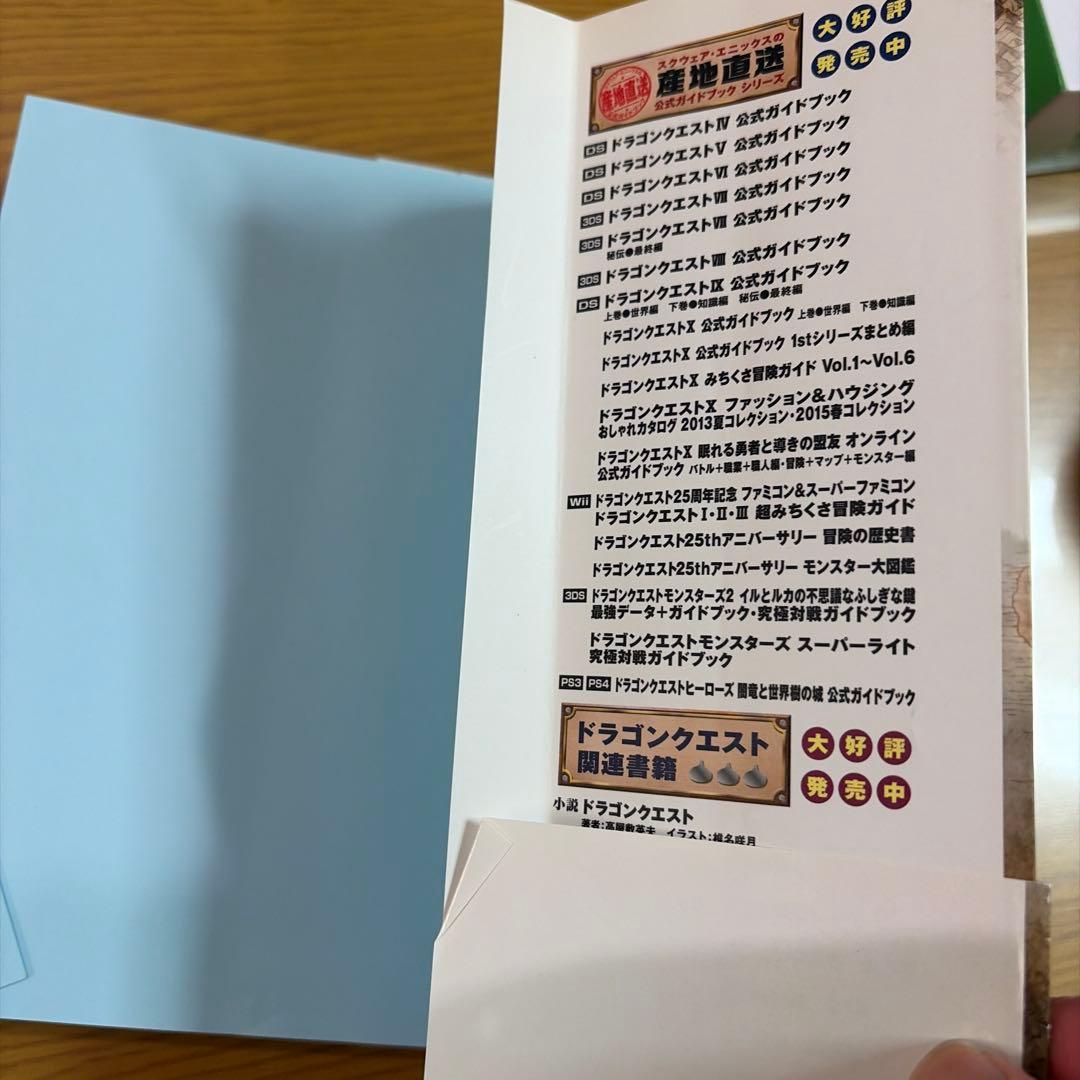 スクウェア・エニックスの
産地直送
産地直送
公式ガイドブック シリーズ
大好評
発売中
DS ドラゴンクエストⅣ 公式ガイドブック
DS ドラゴンクエストⅤ 公式ガイドブック
DS ドラゴンクエストⅥ 公式ガイドブック
3DS ドラゴンクエストⅦ 公式ガイドブック
3DS ドラゴンクエストⅦ 公式ガイドブック
秘伝●最終編
3DS ドラゴンクエストⅧ 公式ガイドブック
DS ドラゴンクエストⅨ 公式ガイドブック
上巻●世界編 下巻●知識編 秘伝●最終編
ドラゴンクエストⅩ 公式ガイドブック 上巻●世界編 下巻●知識編
ドラゴンクエストⅩ 公式ガイドブック 1stシリーズまとめ編
ドラゴンクエストⅩ みちくさ冒険ガイド Vol.1~Vol.6
ドラゴンクエストⅩ ファッション&ハウジング
おしゃれカタログ 2013夏コレクション・2015春コレクション
ドラゴンクエストⅩ 眠れる勇者と導きの盟友 オンライン
公式ガイドブック バトル+職業+職人編・冒険+マップ+モンスター編
Wii ドラゴンクエスト25周年記念 ファミコン&スーパーファミコン
ドラゴンクエストⅠ・Ⅱ・Ⅲ 超みちくさ冒険ガイド
ドラゴンクエスト25thアニバーサリー 冒険の歴史書
ドラゴンクエスト25thアニバーサリー モンスター大図鑑
3DS ドラゴンクエストモンスターズ2 イルとルカの不思議なふしぎな鍵
最強データ+ガイドブック・究極対戦ガイドブック
ドラゴンクエストモンスターズ スーパーライト
究極対戦ガイドブック
PS3 PS4 ドラゴンクエストヒーローズ 闇竜と世界樹の城 公式ガイドブック
ドラゴンクエスト
関連書籍
大好評
発売中
小説 ドラゴンクエスト
著者:高屋敷英夫 イラスト:椎名咲月